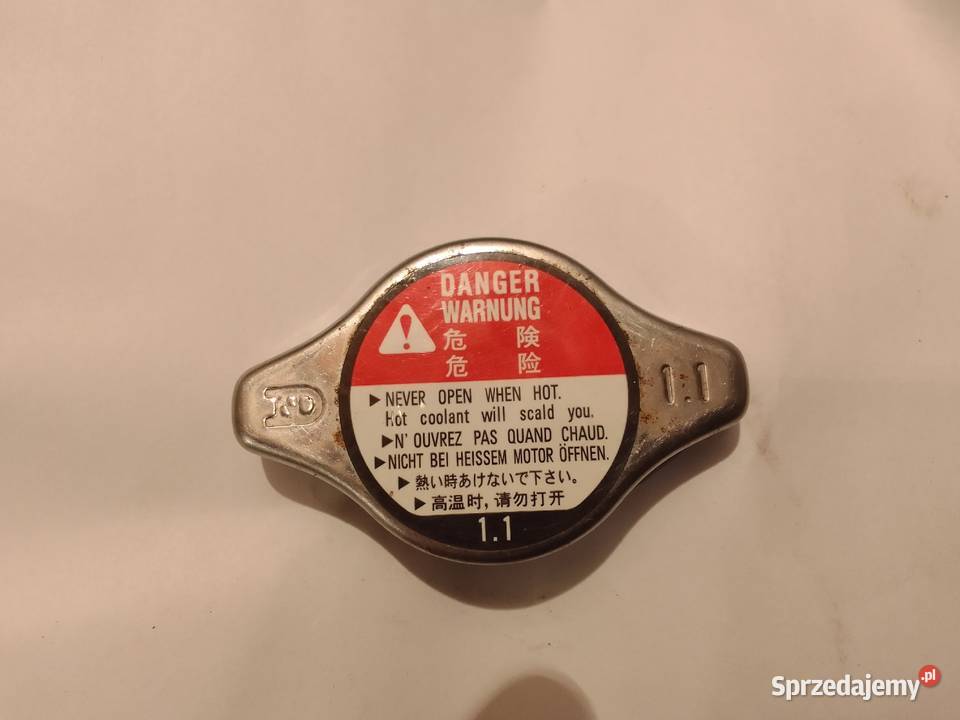 DANGER
WARNUNG
危 険
危 险
▶ NEVER OPEN WHEN HOT.
Hot coolant will scald you.
▶ N' OUVREZ PAS QUAND CHAUD.
▶ NICHT BEI HEISSEM MOTOR ÖFFNEN.
▶ 熱い時あけないで下さい。
▶ 高温时, 请勿打开
1.1
1.1
Sprzedajemy.pl